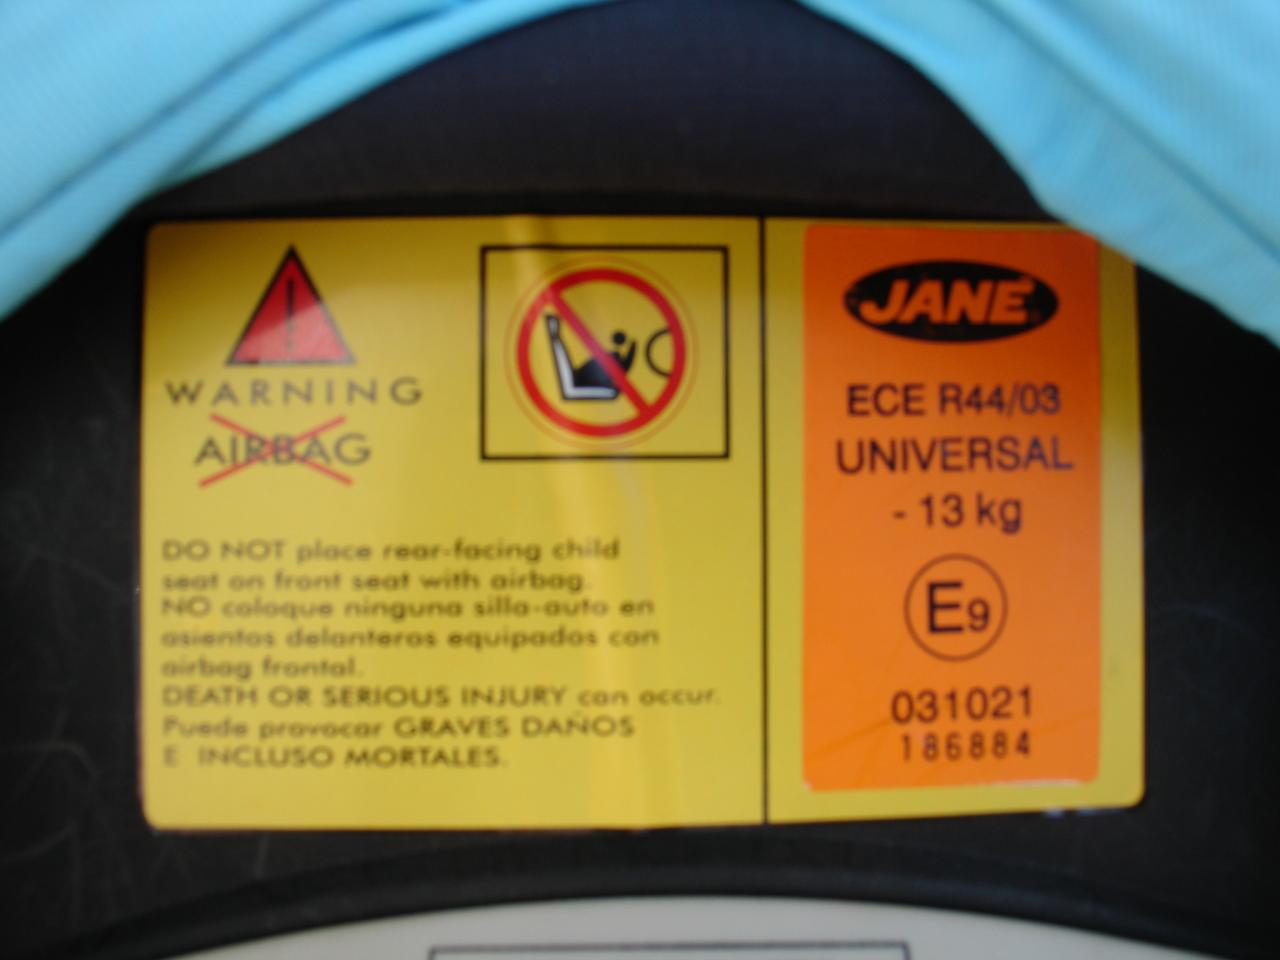 WARNING
AIRBAG
DO NOT place rear-facing child
seat on front seat with airbag.
NO coloque ninguna silla-auto en
asientos delanteros equipados con
airbag frontal.
DEATH OR SERIOUS INJURY can occur.
Puede provocar GRAVES DAÑOS
E INCLUSO MORTALES.
JANÉ
ECE R44/03
UNIVERSAL
- 13 kg
E9
031021
186884